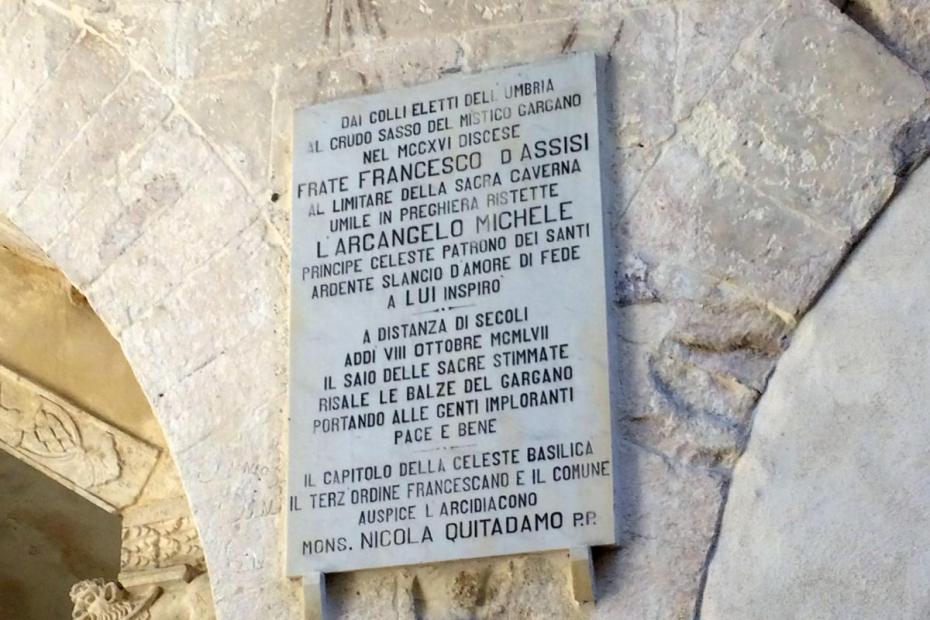 DAI COLLI ELETTI DELL'UMBRIA
AL CRUDO SASSO DEL MISTICO GARGANO
NEL MCCXVI DISCESE
FRATE FRANCESCO D'ASSISI
AL LIMITARE DELLA SACRA CAVERNA
UMILE IN PREGHIERA RISTETTE
L'ARCANGELO MICHELE
PRINCIPE CELESTE PATRONO DEI SANTI
ARDENTE SLANCIO D'AMORE DI FEDE
A LUI INSPIRO'
A DISTANZA DI SECOLI
ADDÌ VIII OTTOBRE MCMLVII
IL SAIO DELLE SACRE STIMMATE
RISALE LE BALZE DEL GARGANO
PORTANDO ALLE GENTI IMPLORANTI
PACE E BENE
IL CAPITOLO DELLA CELESTE BASILICA
IL TERZ'ORDINE FRANCESCANO E IL COMUNE
AUSPICE L'ARCIDIACONO
MONS. NICOLA QUITADAMO P.P.